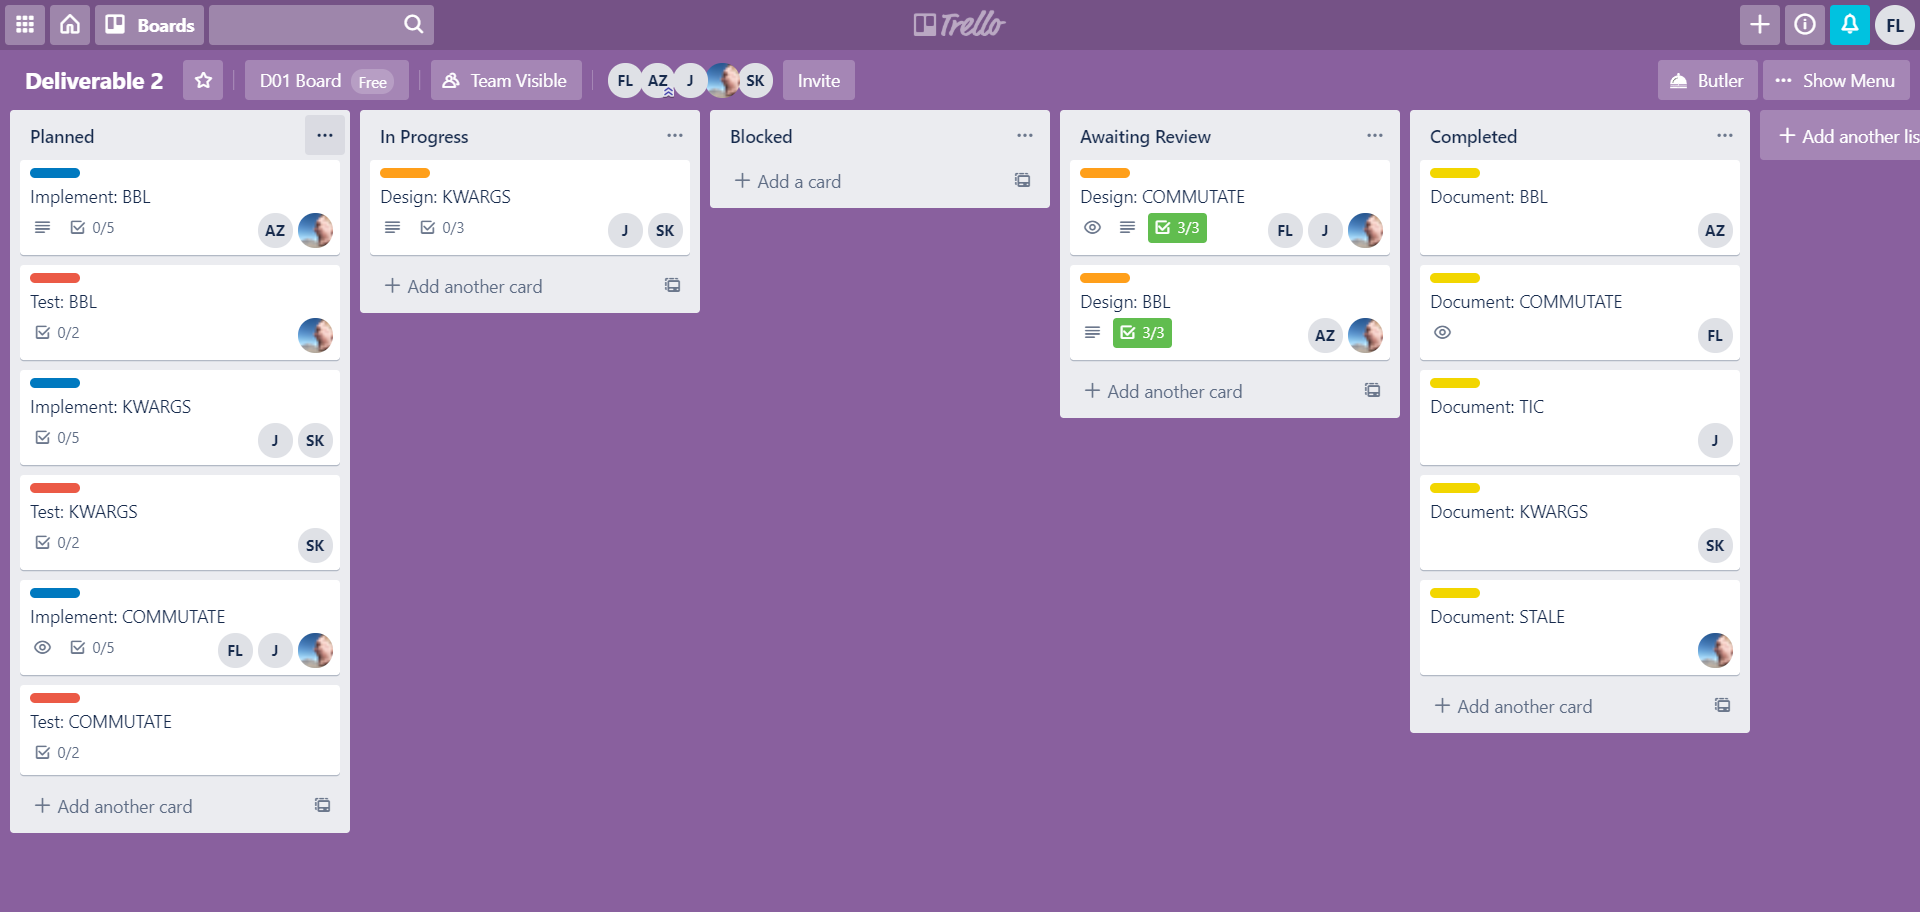 Boards
Trello
FL
Deliverable 2
D01 Board Free
Team Visible
FL AZ J SK
Invite
Butler
Show Menu
Planned
Implement: BBL
0/5
AZ
Test: BBL
0/2
Implement: KWARGS
0/5
J SK
Test: KWARGS
0/2
SK
Implement: COMMUTATE
0/5
FL J
Test: COMMUTATE
0/2
+ Add another card
In Progress
Design: KWARGS
0/3
J SK
+ Add another card
Blocked
+ Add a card
Awaiting Review
Design: COMMUTATE
3/3
FL J
Design: BBL
3/3
AZ
+ Add another card
Completed
Document: BBL
AZ
Document: COMMUTATE
FL
Document: TIC
J
Document: KWARGS
SK
Document: STALE
+ Add another card
+ Add another lis